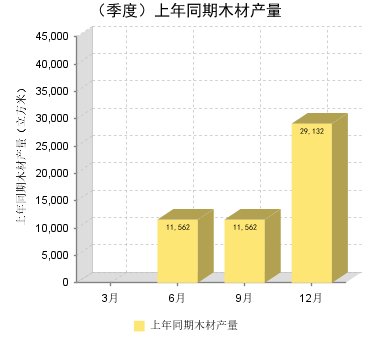 （季度）上年同期木材产量
上年同期木材产量（立方米）
45,000
40,000
35,000
30,000
25,000
20,000
15,000
10,000
5,000
0
11,562
11,562
29,132
3月
6月
9月
12月
上年同期木材产量